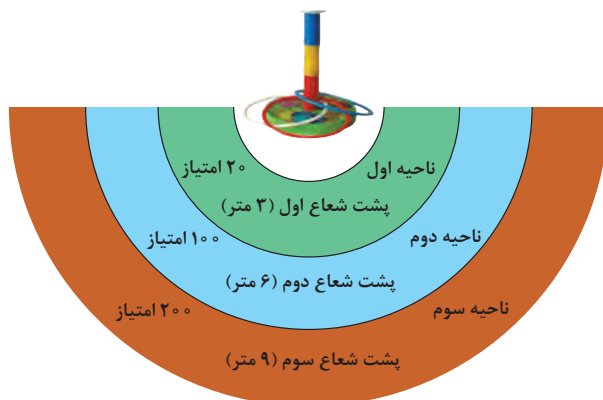 ناحیه اول
۲۰ امتیاز
پشت شعاع اول (۳ متر)
ناحیه دوم
۱۰۰ امتیاز
پشت شعاع دوم (۶ متر)
ناحیه سوم
۲۰۰ امتیاز
پشت شعاع سوم (۹ متر)